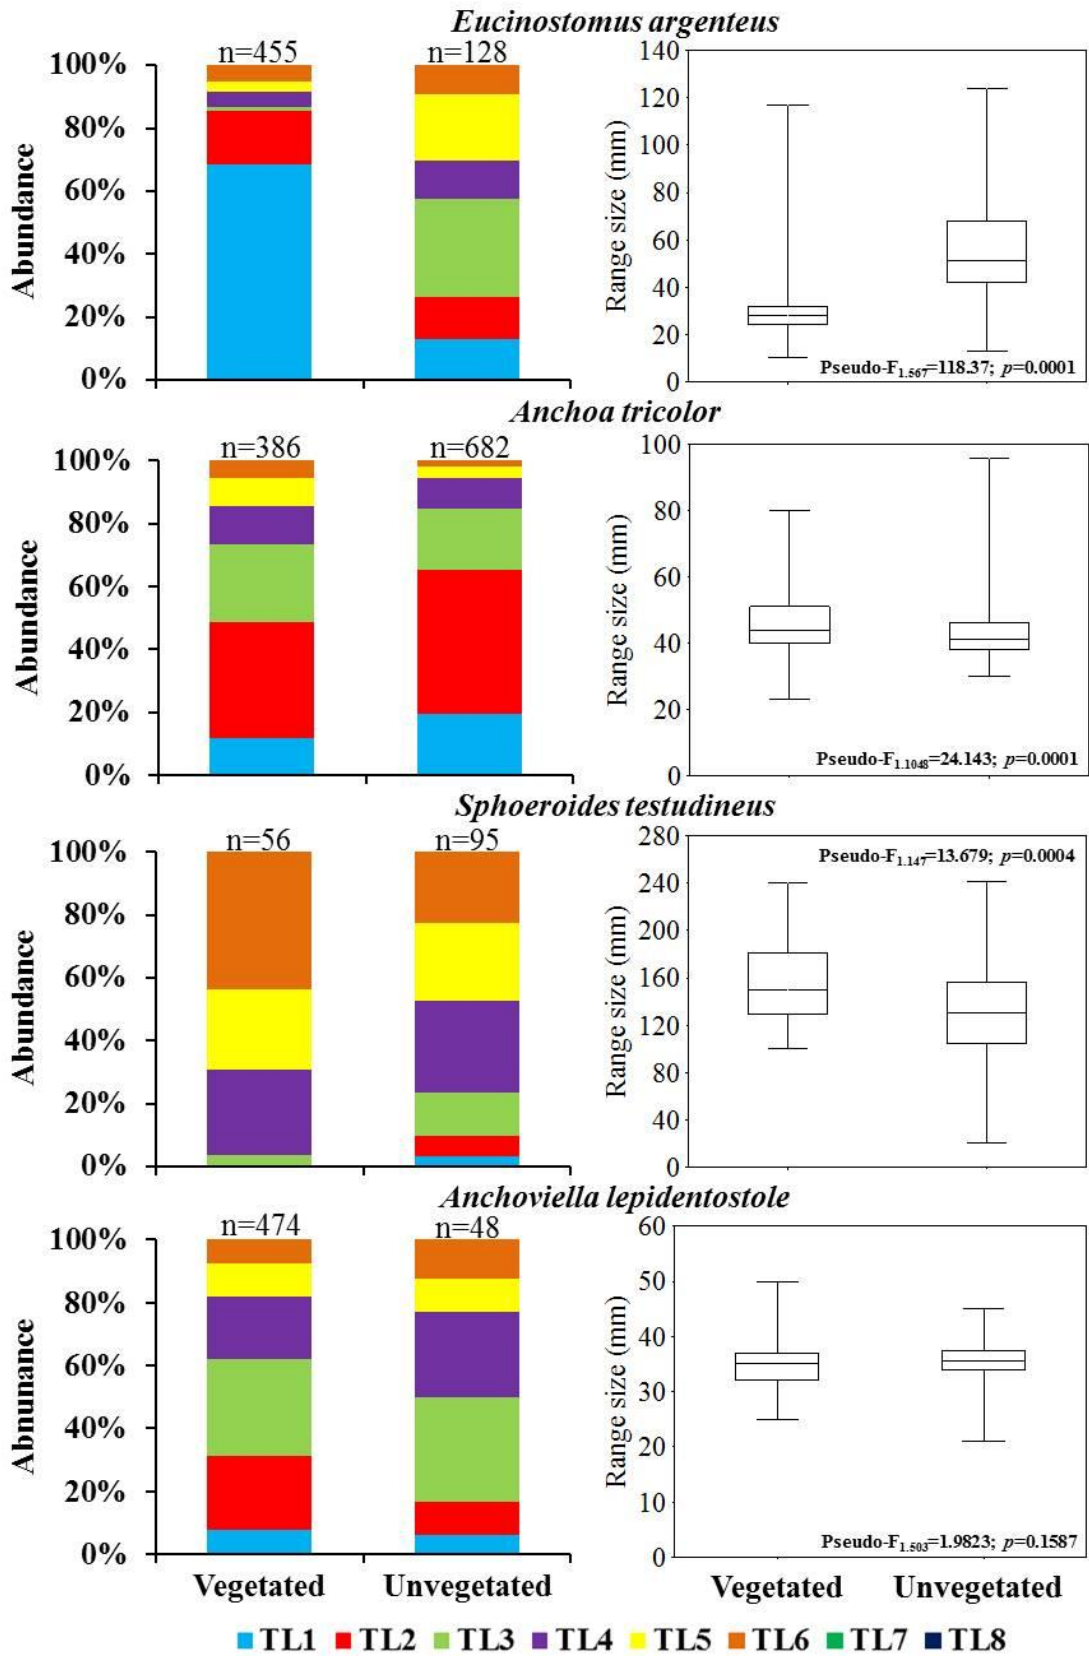 Eucinostomus argenteus
n=455
n=128
100%
80%
60%
40%
20%
0%
Abundance
140
120
100
80
60
40
20
0
Range size (mm)
Pseudo-F1.567=118.37; p=0.0001
Anchoa tricolor
n=386
n=682
100%
80%
60%
40%
20%
0%
Abundance
100
80
60
40
20
0
Range size (mm)
Pseudo-F1.1048=24.143; p=0.0001
Sphoeroides testudineus
n=56
n=95
100%
80%
60%
40%
20%
0%
Abundance
280
240
200
160
120
80
40
0
Range size (mm)
Pseudo-F1.147=13.679; p=0.0004
Anchoviella lepidentostole
n=474
n=48
100%
80%
60%
40%
20%
0%
Abnunance
60
50
40
30
20
10
0
Range size (mm)
Pseudo-F1.503=1.9823; p=0.1587
Vegetated Unvegetated
Vegetated Unvegetated
TL1 TL2 TL3 TL4 TL5 TL6 TL7 TL8